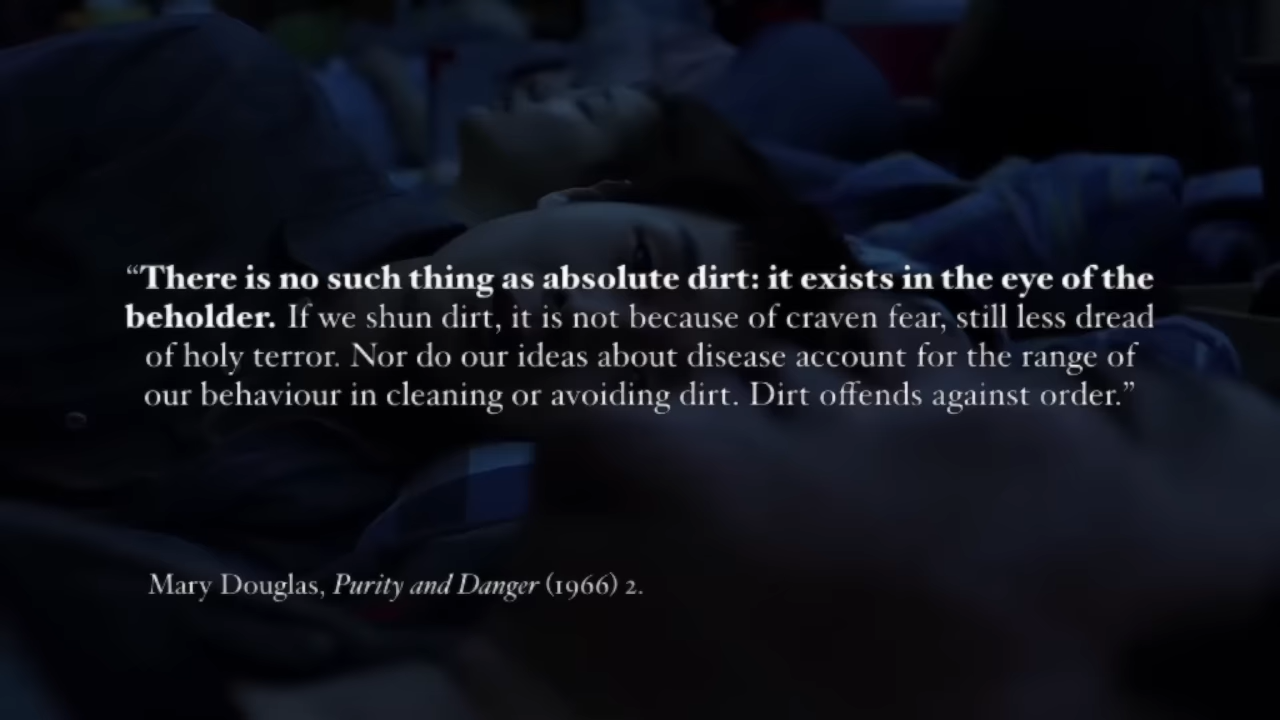 “There is no such thing as absolute dirt: it exists in the eye of the
beholder. If we shun dirt, it is not because of craven fear, still less dread
of holy terror. Nor do our ideas about disease account for the range of
our behaviour in cleaning or avoiding dirt. Dirt offends against order.”
Mary Douglas, Purity and Danger (1966) 2.